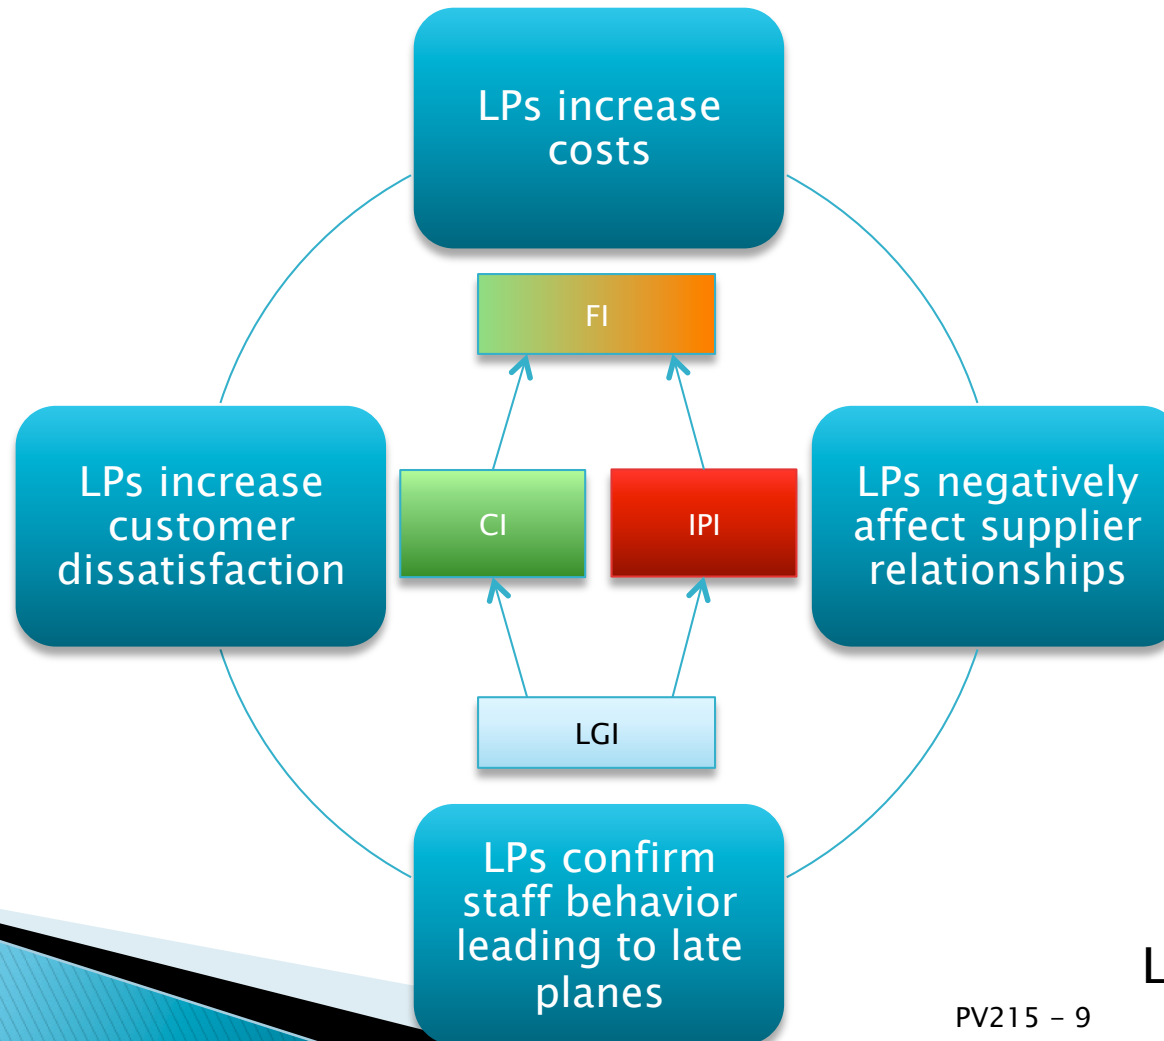 LPs increase
costs
FI
LPs increase
customer
dissatisfaction
CI
IPI
LPs negatively
affect supplier
relationships
LGI
LPs confirm
staff behavior
leading to late
planes
L
PV215 – 9